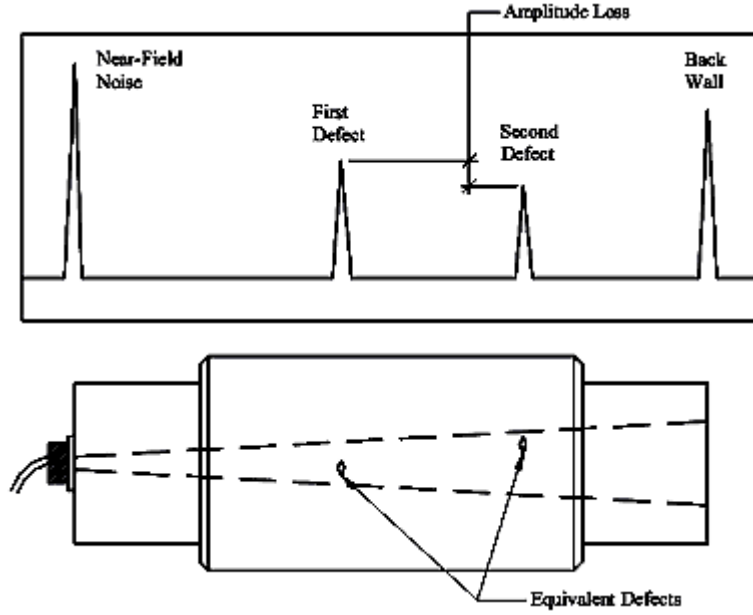 Amplitude Loss
Near-Field
Noise
First
Defect
Second
Defect
Back
Wall
Equivalent Defects